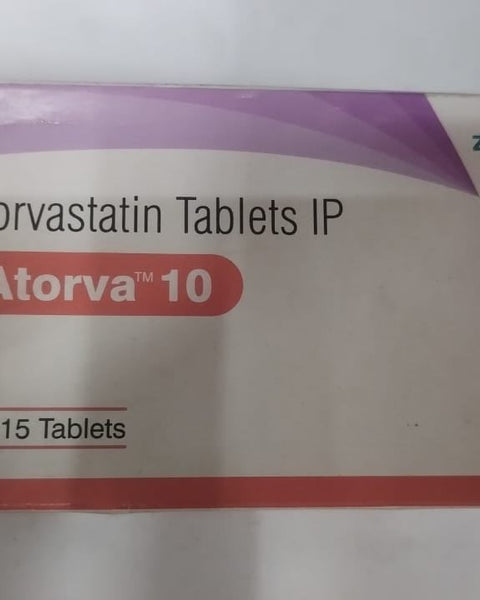 orvastatin Tablets IP
Atorva™ 10
15 Tablets